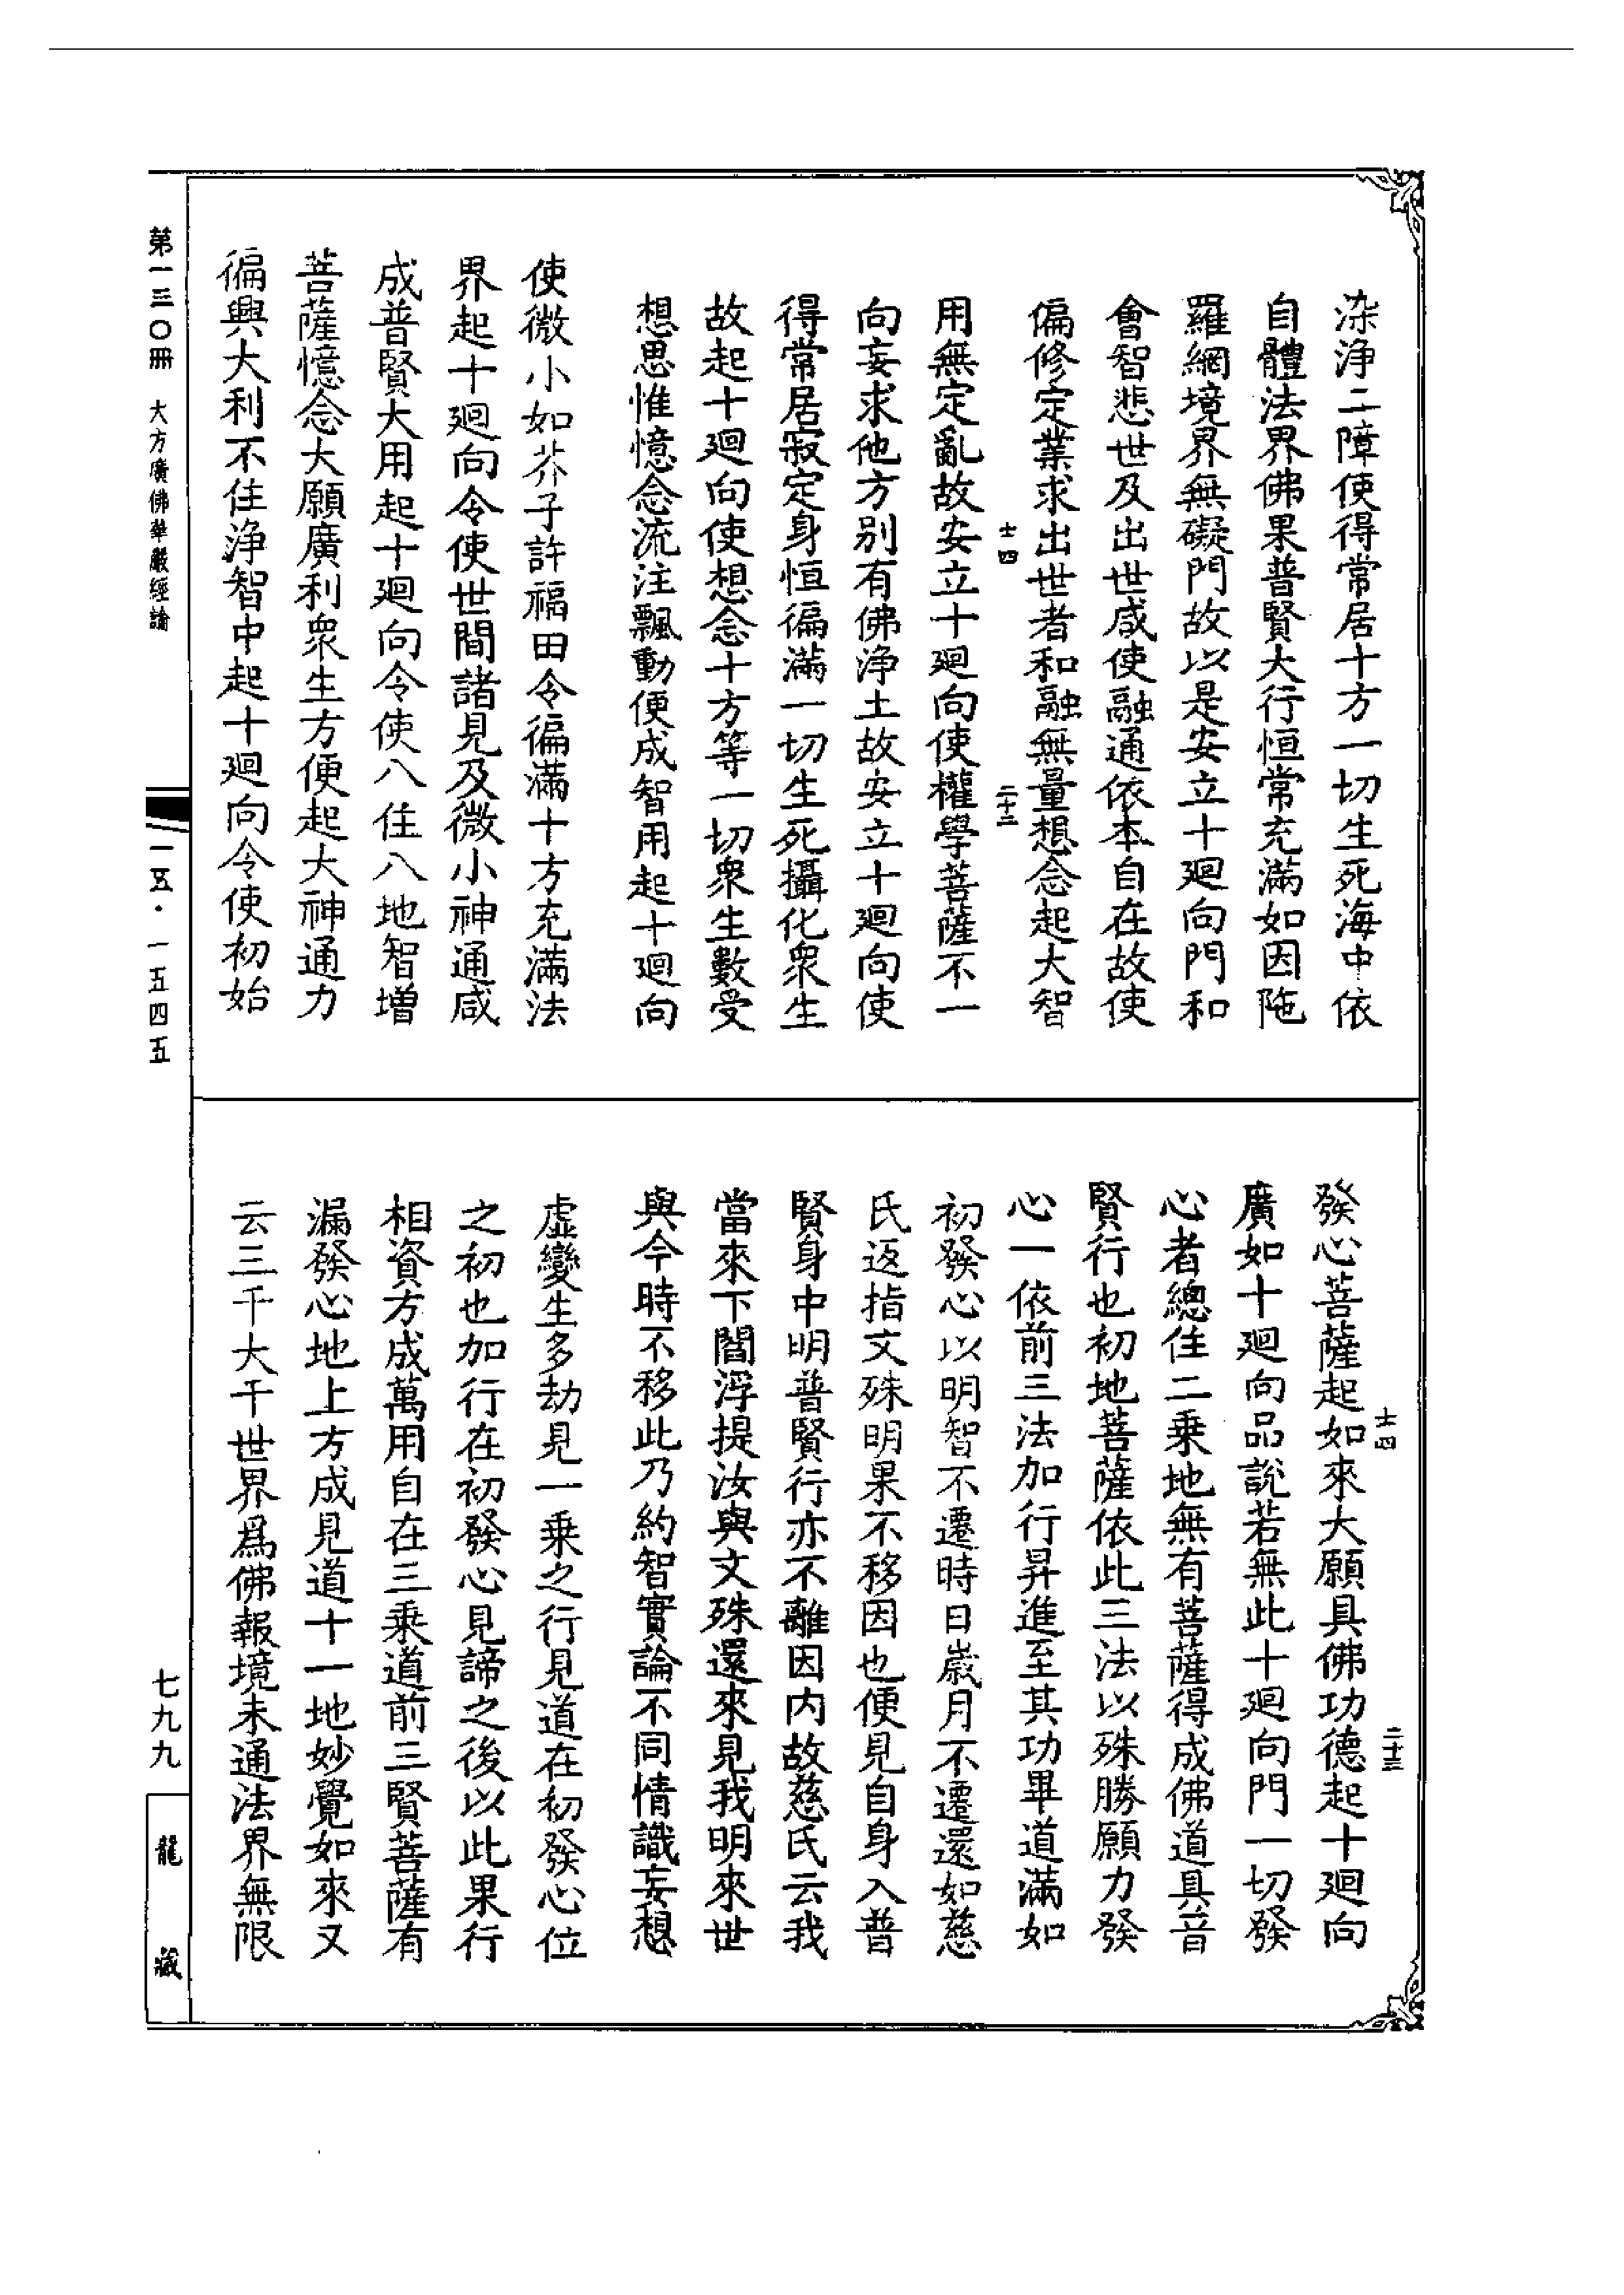 染淨二障使得常居十方一切生死海中依
自體法界佛果普賢大行恒常充滿如因陁
羅網境界無礙門故以是安立十廻向門和
會智悲世及出世咸使融通依本自在故使
偏修定業求出世者和融無量想念起大智
士四
二十二
用無定亂故安立十廻向使權學菩薩不一
向妄求他方別有佛淨土故安立十廻向使
得常居寂定身恒徧滿一切生死攝化衆生
故起十廻向使想念十方等一切衆生數受
想思惟憶念流注飄動便成智用起十廻向
使微小如芥子許福田令徧滿十方充滿法
界起十廻向令使世間諸見及微小神通咸
成普賢大用起十廻向令使八住八地智增
菩薩憶念大願廣利衆生方便起大神通力
徧興大利不住淨智中起十廻向令使初始
士四
二十三
發心菩薩起如來大願具佛功德起十廻向
廣如十廻向品說若無此十廻向門一切發
心者總住二乘地無有菩薩得成佛道具音
賢行也初地菩薩依此三法以殊勝願力發
心一依前三法加行昇進至其功畢道滿如
初發心以明智不遷時日歲月不遷還如慈
氏返指文殊明果不移因也便見自身入普
賢身中明普賢行亦不離因内故慈氏云我
當來下閻浮提汝與文殊還來見我明來世
與今時不移此乃約智實論不同情識妄想
虛變生多劫見一乘之行見道在初發心位
之初也加行在初發心見諦之後以此果行
相資方成萬用自在三乘道前三賢菩薩有
漏發心地上方成見道十一地妙覺如來又
云三千大千世界爲佛報境未通法界無限
第一三〇冊 大方廣佛華嚴經論
一五·一五四五
七九九
龍藏